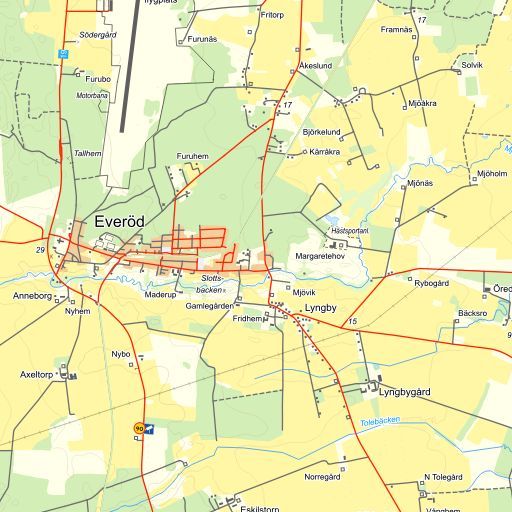 flygplats
Fritorp
17
Framnäs
Södergård
Furunäs
Åkeslund
Solvik
Furubo
Motorbana
17
Mjöåkra
Björkelund
Tallhem
Furuhem
Kärråkra
Mjönäs
Mjöholm
Everöd
Hästsportanl.
29
Margaretehov
Slotts-
backen
Rybogård
Anneborg
Maderup
Mjövik
Nyhem
Gamlegården
Lyngby
Bäcksro
Fridhem
15
9
Nybo
Axeltorp
Lyngbygård
Tolebäcken
90
Norregård
N Tolegård
Eskilstorp
Vånghem